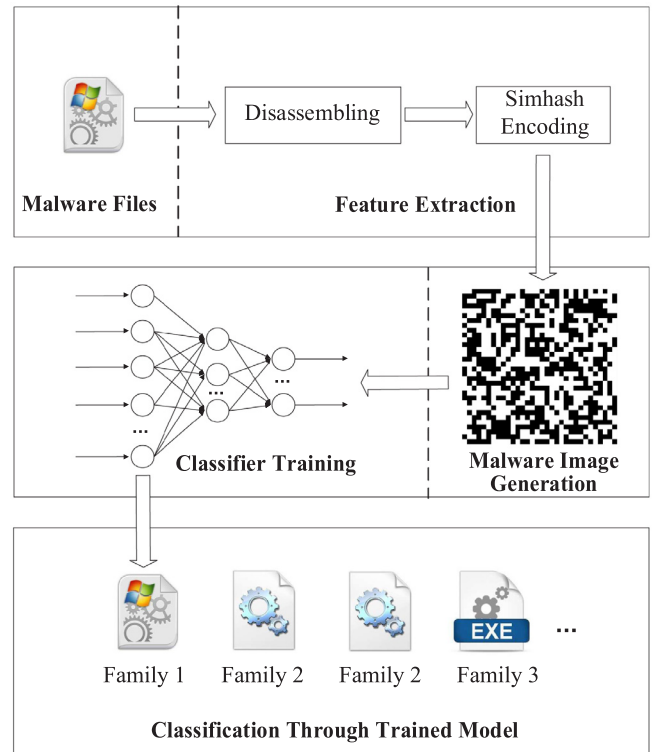 Disassembling
Simhash
Encoding
Malware Files
Feature Extraction
...
...
...
Classifier Training
Malware Image
Generation
EXE
...
Family 1
Family 2
Family 2
Family 3
Classification Through Trained Model